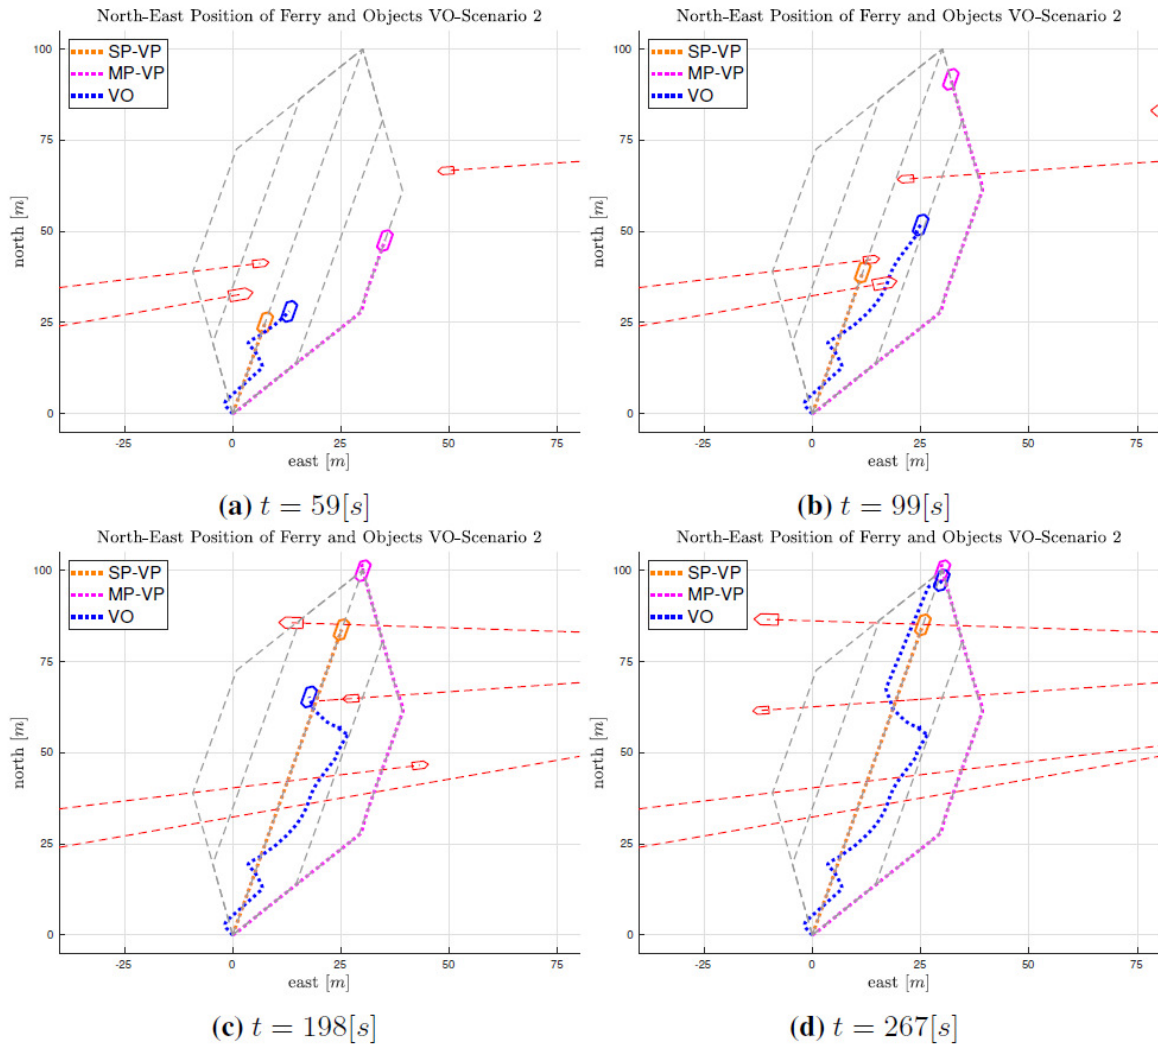 North-East Position of Ferry and Objects VO-Scenario 2
100
75
50
25
0
north [m]
SP-VP
MP-VP
VO
-25 0 25 50 75
east [m]
(a) t = 59[s]
North-East Position of Ferry and Objects VO-Scenario 2
100
75
50
25
0
north [m]
SP-VP
MP-VP
VO
-25 0 25 50 75
east [m]
(b) t = 99[s]
North-East Position of Ferry and Objects VO-Scenario 2
100
75
50
25
0
north [m]
SP-VP
MP-VP
VO
-25 0 25 50 75
east [m]
(c) t = 198[s]
North-East Position of Ferry and Objects VO-Scenario 2
100
75
50
25
0
north [m]
SP-VP
MP-VP
VO
-25 0 25 50 75
east [m]
(d) t = 267[s]